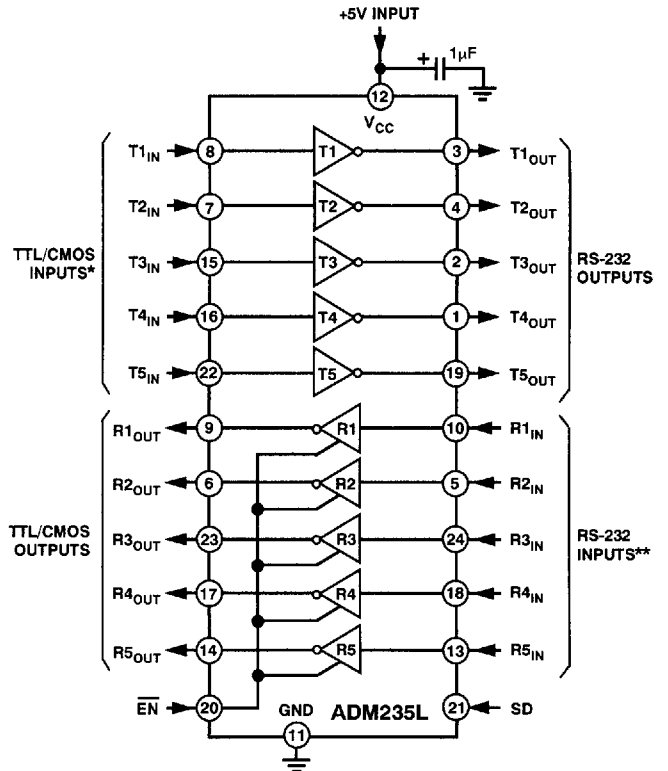 +5V INPUT
+ 1µF
12
VCC
T1IN 8 T1 3 T1OUT
T2IN 7 T2 4 T2OUT
TTL/CMOS
INPUTS*
T3IN 15 T3 2 T3OUT
RS-232
OUTPUTS
T4IN 16 T4 1 T4OUT
T5IN 22 T5 19 T5OUT
R1OUT 9 R1 10 R1IN
R2OUT 6 R2 5 R2IN
TTL/CMOS
OUTPUTS
R3OUT 23 R3 24 R3IN
RS-232
INPUTS**
R4OUT 17 R4 18 R4IN
R5OUT 14 R5 13 R5IN
E̅N̅ 20 GND ADM235L 21 SD
11